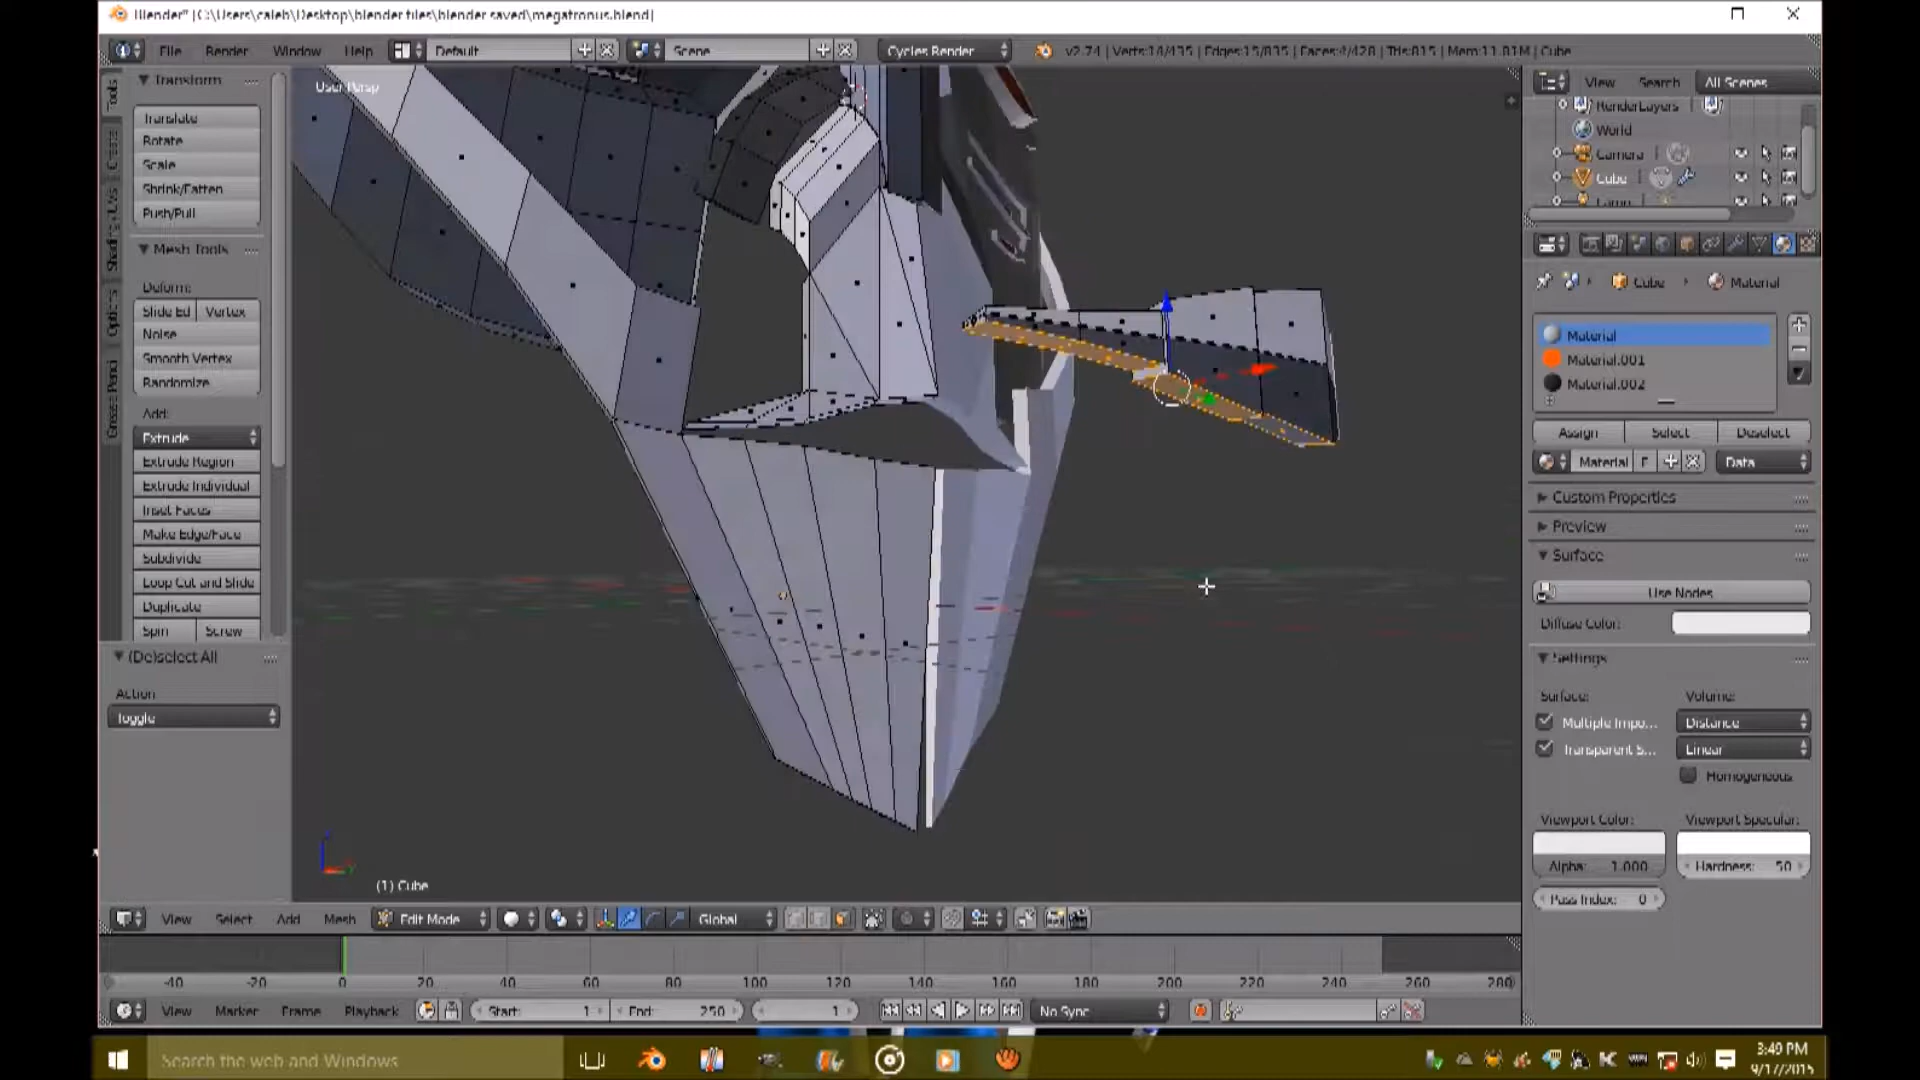 Blender* [C:\Users\caleb\Desktop\blender files\blender saved\megatronus.blend]
File Render Window Help Default Scene Cycles Render v2.74 | Verts:14/435 | Edges:15/835 | Faces:4/428 | Tris:815 | Mem:11.81M | Cube
Transform
Translate
Rotate
Scale
Shrink/Fatten
Push/Pull
Mesh Tools
Deform:
Slide Ed Vertex
Noise
Smooth Vertex
Randomize
Add:
Extrude
Extrude Region
Extrude Individual
Inset Faces
Make Edge/Face
Subdivide
Loop Cut and Slide
Duplicate
Spin Screw
Tools
Create
Shading / UVs
Options
Grease Pencil
(De)select All
Action
Toggle
User Persp
(1) Cube
View Search All Scenes
RenderLayers
World
Camera
Cube
Lamp
Cube Material
Material
Material.001
Material.002
Assign Select Deselect
Material F Data
Custom Properties
Preview
Surface
Use Nodes
Diffuse Color:
Settings
Surface: Volume:
Multiple Impo... Distance
Transparent S... Linear
Homogeneous
Viewport Color: Viewport Specular:
Alpha: 1.000 Hardness: 50
Pass Index: 0
View Select Add Mesh Edit Mode Global
-40 -20 0 20 40 60 80 100 120 140 160 180 200 220 240 260 280
View Marker Frame Playback Start: 1 End: 250 1 No Sync
Search the web and Windows
3:49 PM
9/17/2015